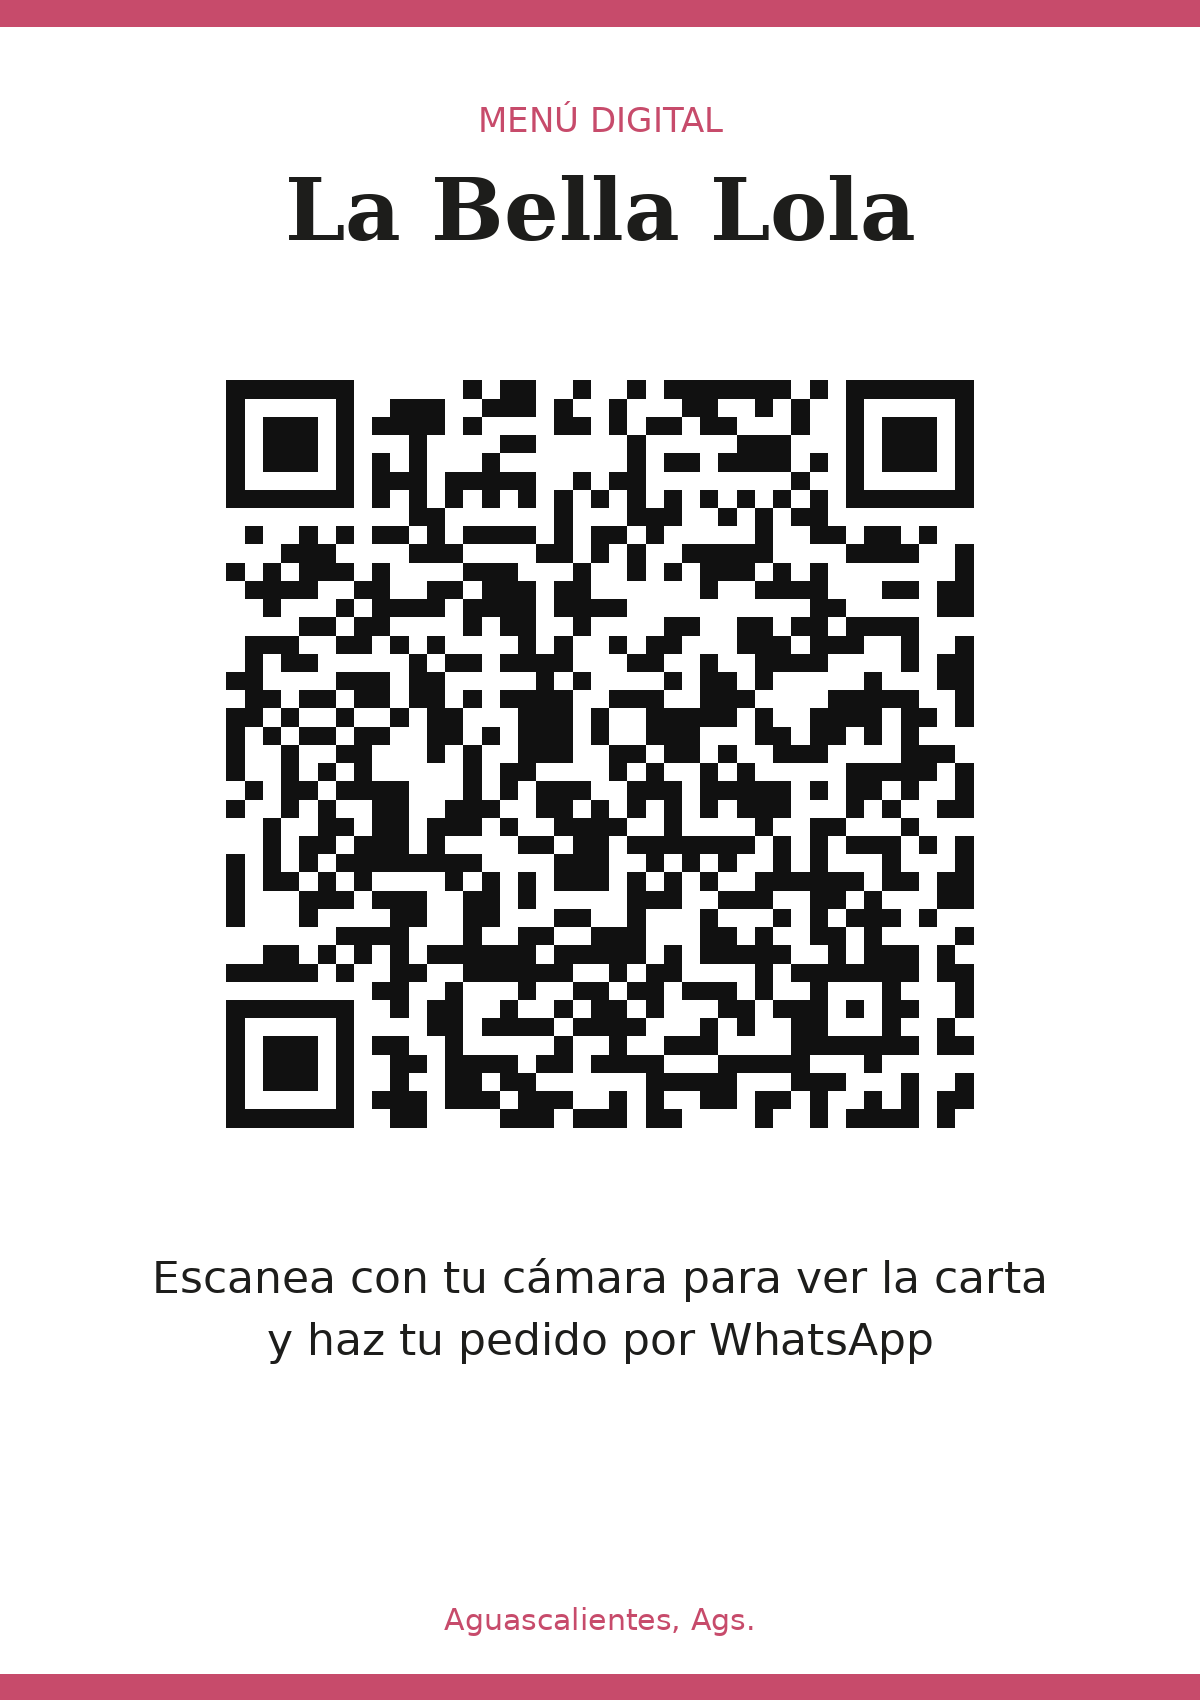 MENÚ DIGITAL
La Bella Lola
Escanea con tu cámara para ver la carta
y haz tu pedido por WhatsApp
Aguascalientes, Ags.